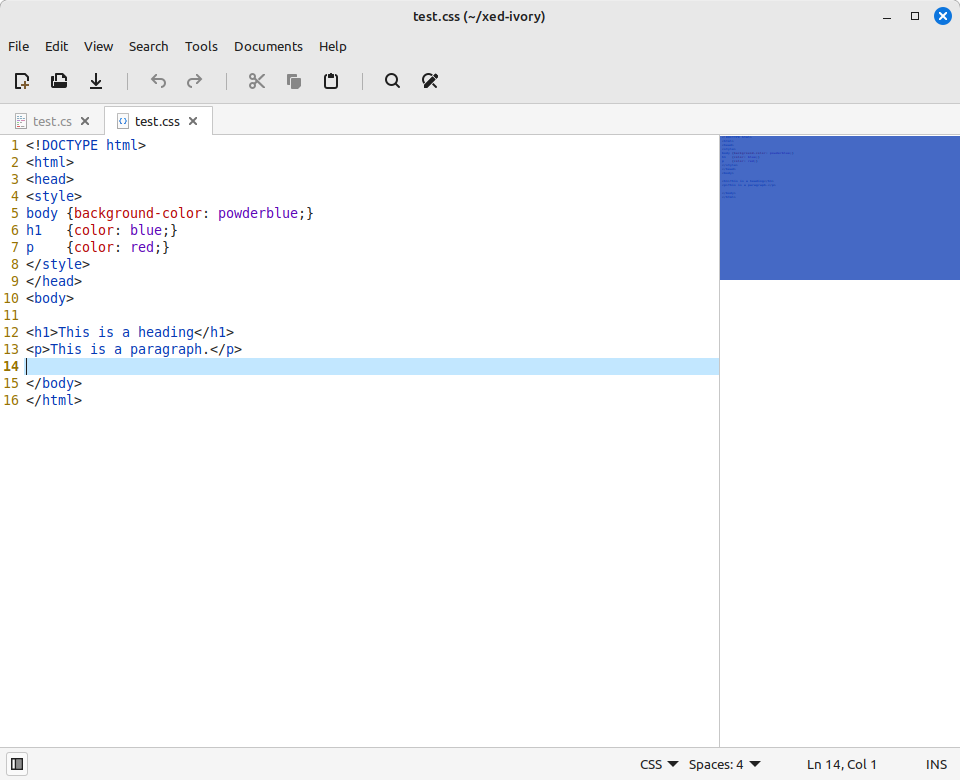 test.css (~/xed-ivory)
File Edit View Search Tools Documents Help
test.cs test.css
1 <!DOCTYPE html>
2 <html>
3 <head>
4 <style>
5 body {background-color: powderblue;}
6 h1   {color: blue;}
7 p    {color: red;}
8 </style>
9 </head>
10 <body>
11
12 <h1>This is a heading</h1>
13 <p>This is a paragraph.</p>
14
15 </body>
16 </html>
CSS Spaces: 4 Ln 14, Col 1 INS